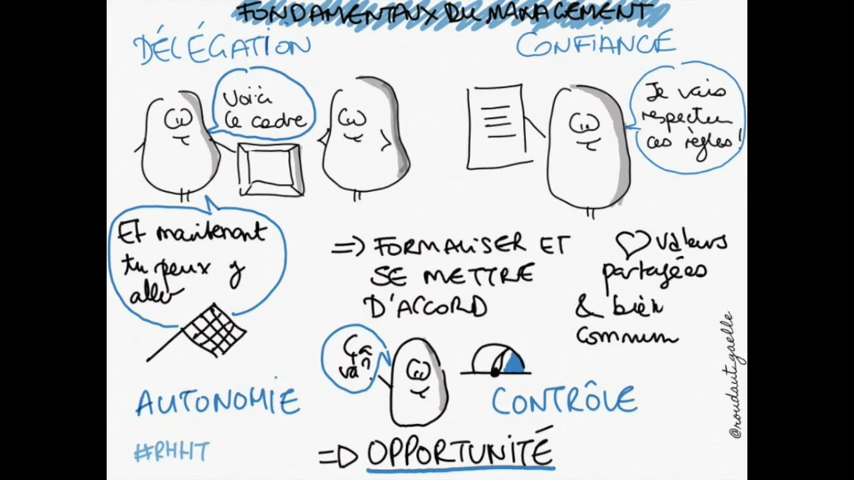 FONDAMENTAUX DU MANAGEMENT
DÉLÉGATION
CONFIANCE
Voici
le cadre
Je vais
respecter
ces règles!
Et maintenant
tu peux y
aller
=> FORMALISER ET
SE METTRE
D'ACCORD
valeurs
partagées
& bien
commun
Ça
va?
AUTONOMIE
CONTRÔLE
#RHHT
=> OPPORTUNITÉ
@roudautgaelle